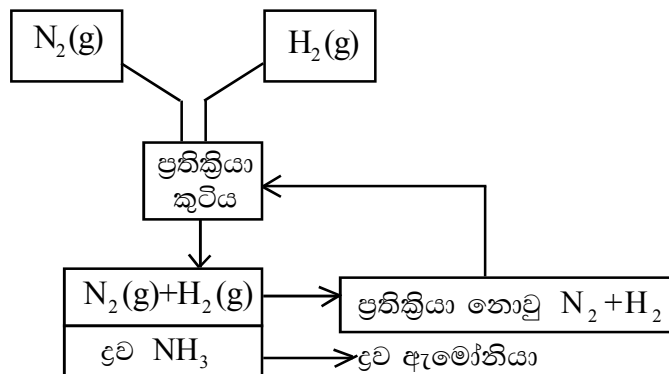 N₂(g)
H₂(g)
ප්‍රතික්‍රියා
කුටිය
N₂(g)+H₂(g)
ප්‍රතික්‍රියා නොවු N₂+H₂
ද්‍රව NH₃
ද්‍රව ඇමෝනියා